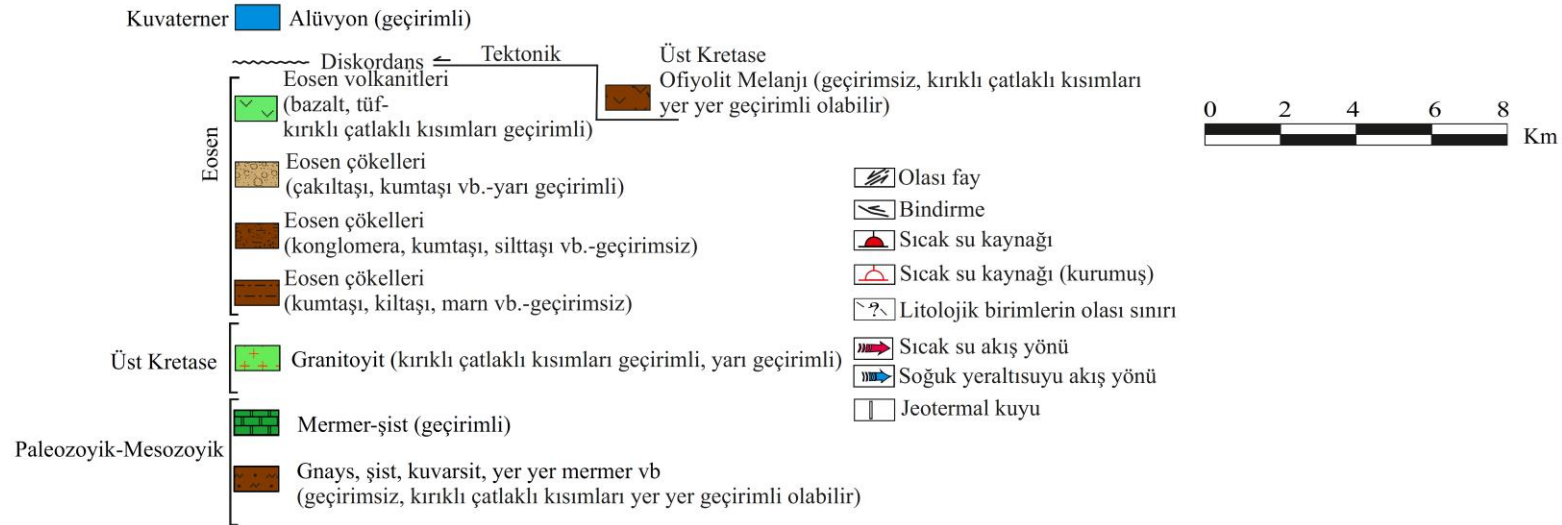 Kuvaterner Alüvyon (geçirimli)
Diskordans
Tektonik
Üst Kretase
Ofiyolit Melanjı (geçirimsiz, kırıklı çatlaklı kısımları
yer yer geçirimli olabilir)
Eosen
Eosen volkanitleri
(bazalt, tüf-
kırıklı çatlaklı kısımları geçirimli)
Eosen çökelleri
(çakıltaşı, kumtaşı vb.-yarı geçirimli)
Eosen çökelleri
(konglomera, kumtaşı, silttaşı vb.-geçirimsiz)
Eosen çökelleri
(kumtaşı, kiltaşı, marn vb.-geçirimsiz)
Üst Kretase
Granitoyit (kırıklı çatlaklı kısımları geçirimli, yarı geçirimli)
Paleozoyik-Mesozoyik
Mermer-şist (geçirimli)
Gnays, şist, kuvarsit, yer yer mermer vb
(geçirimsiz, kırıklı çatlaklı kısımları yer yer geçirimli olabilir)
0 2 4 6 8
Km
Olası fay
Bindirme
Sıcak su kaynağı
Sıcak su kaynağı (kurumuş)
? Litolojik birimlerin olası sınırı
Sıcak su akış yönü
Soğuk yeraltısuyu akış yönü
Jeotermal kuyu